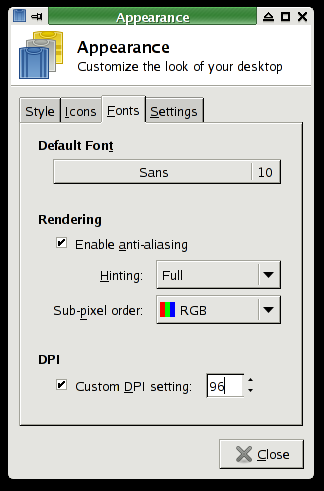 Appearance
Appearance
Customize the look of your desktop
Style Icons Fonts Settings
Default Font
Sans 10
Rendering
Enable anti-aliasing
Hinting: Full
Sub-pixel order: RGB
DPI
Custom DPI setting: 96
Close